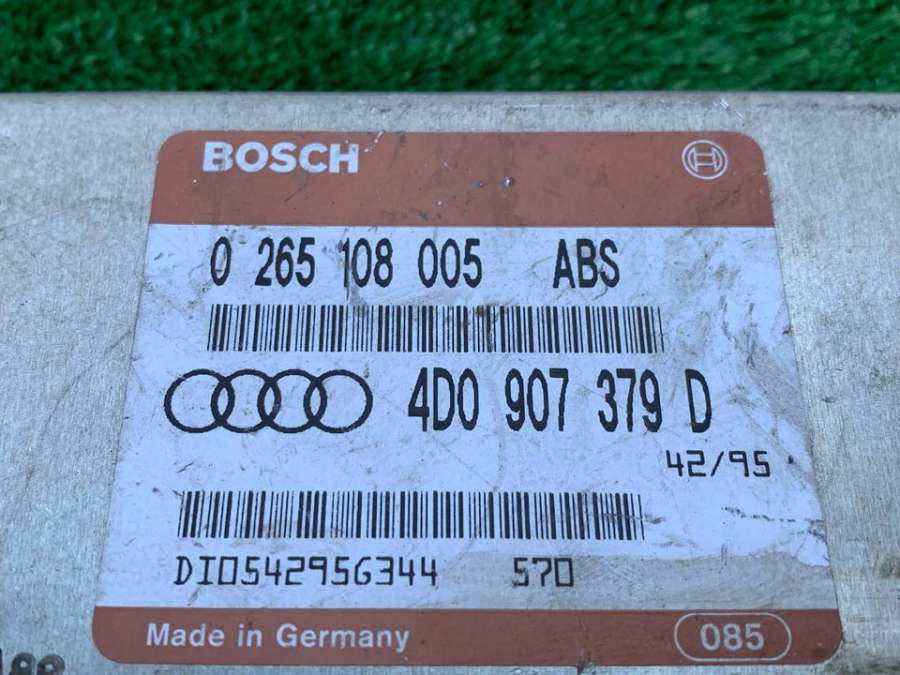 BOSCH
0 265 108 005 ABS
4D0 907 379 D
42/95
DI0542956344 570
Made in Germany 085